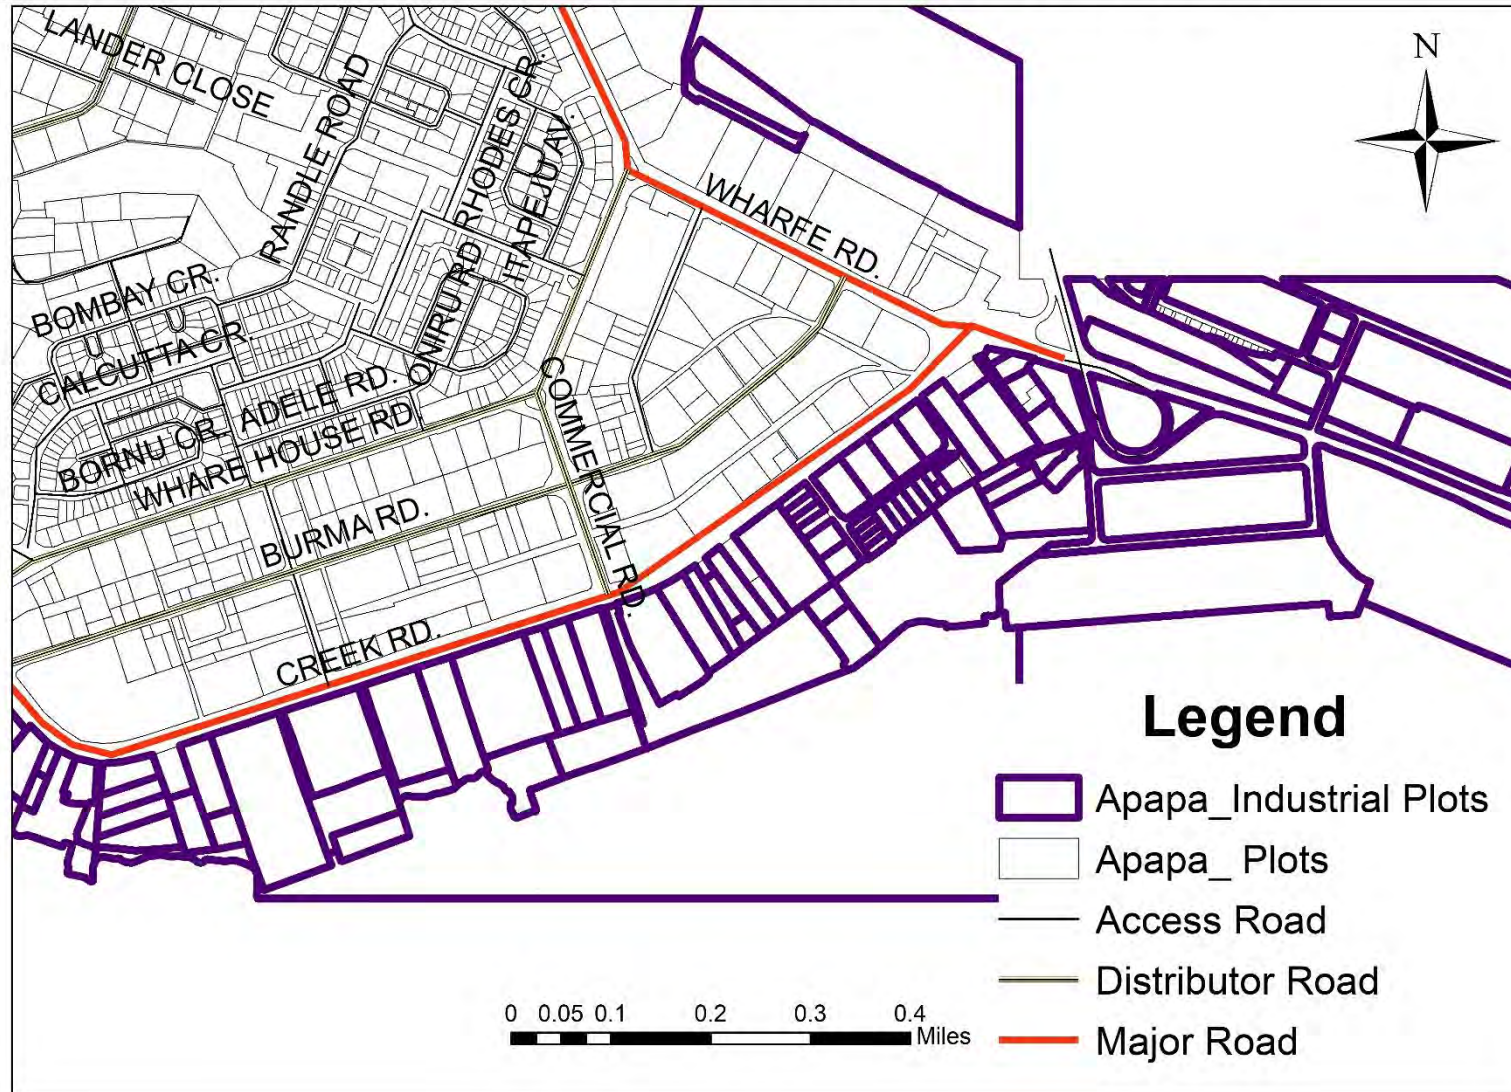 LANDER CLOSE
RANDLE ROAD
RHODES CR.
ITAPEJU AV.
ONIRU RD
WHARFE RD.
BOMBAY CR.
CALCUTTA CR.
ADELE RD.
BORNU CR.
WHARE HOUSE RD.
COMMERCIAL RD.
BURMA RD.
CREEK RD.
N
Legend
Apapa_Industrial Plots
Apapa_ Plots
Access Road
Distributor Road
Major Road
0 0.05 0.1 0.2 0.3 0.4
Miles